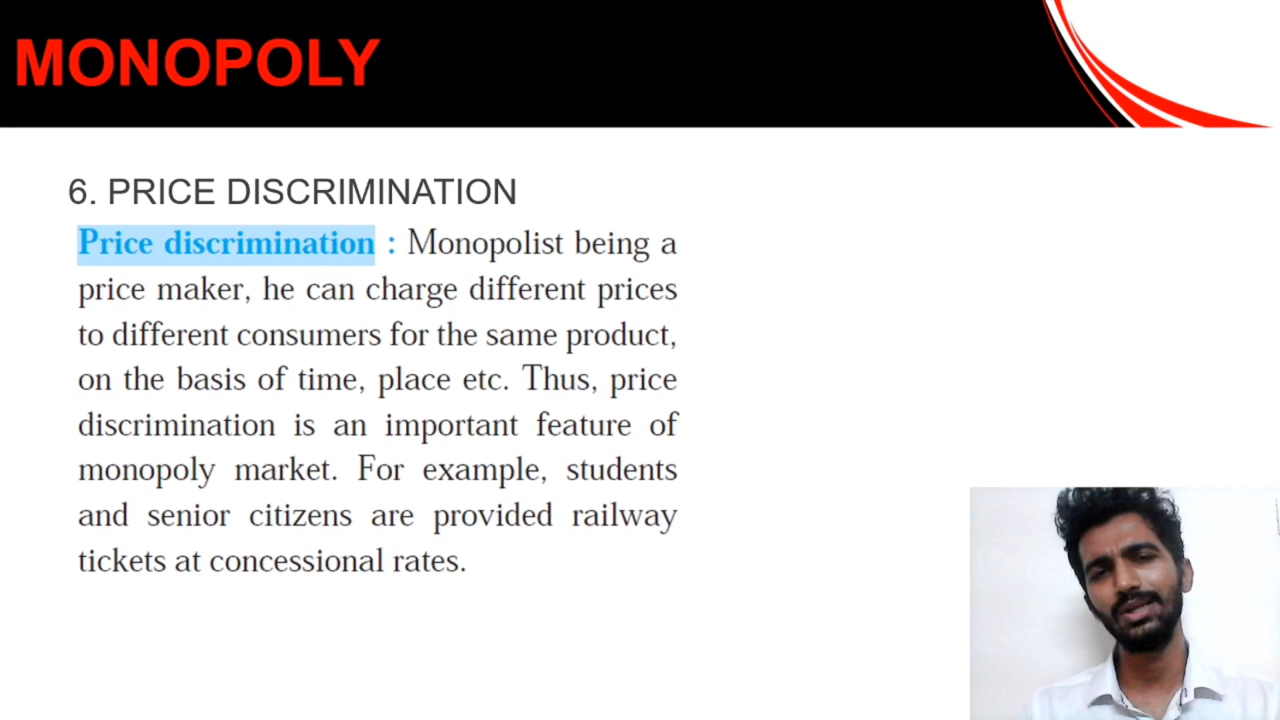 MONOPOLY
6. PRICE DISCRIMINATION
Price discrimination : Monopolist being a
price maker, he can charge different prices
to different consumers for the same product,
on the basis of time, place etc. Thus, price
discrimination is an important feature of
monopoly market. For example, students
and senior citizens are provided railway
tickets at concessional rates.